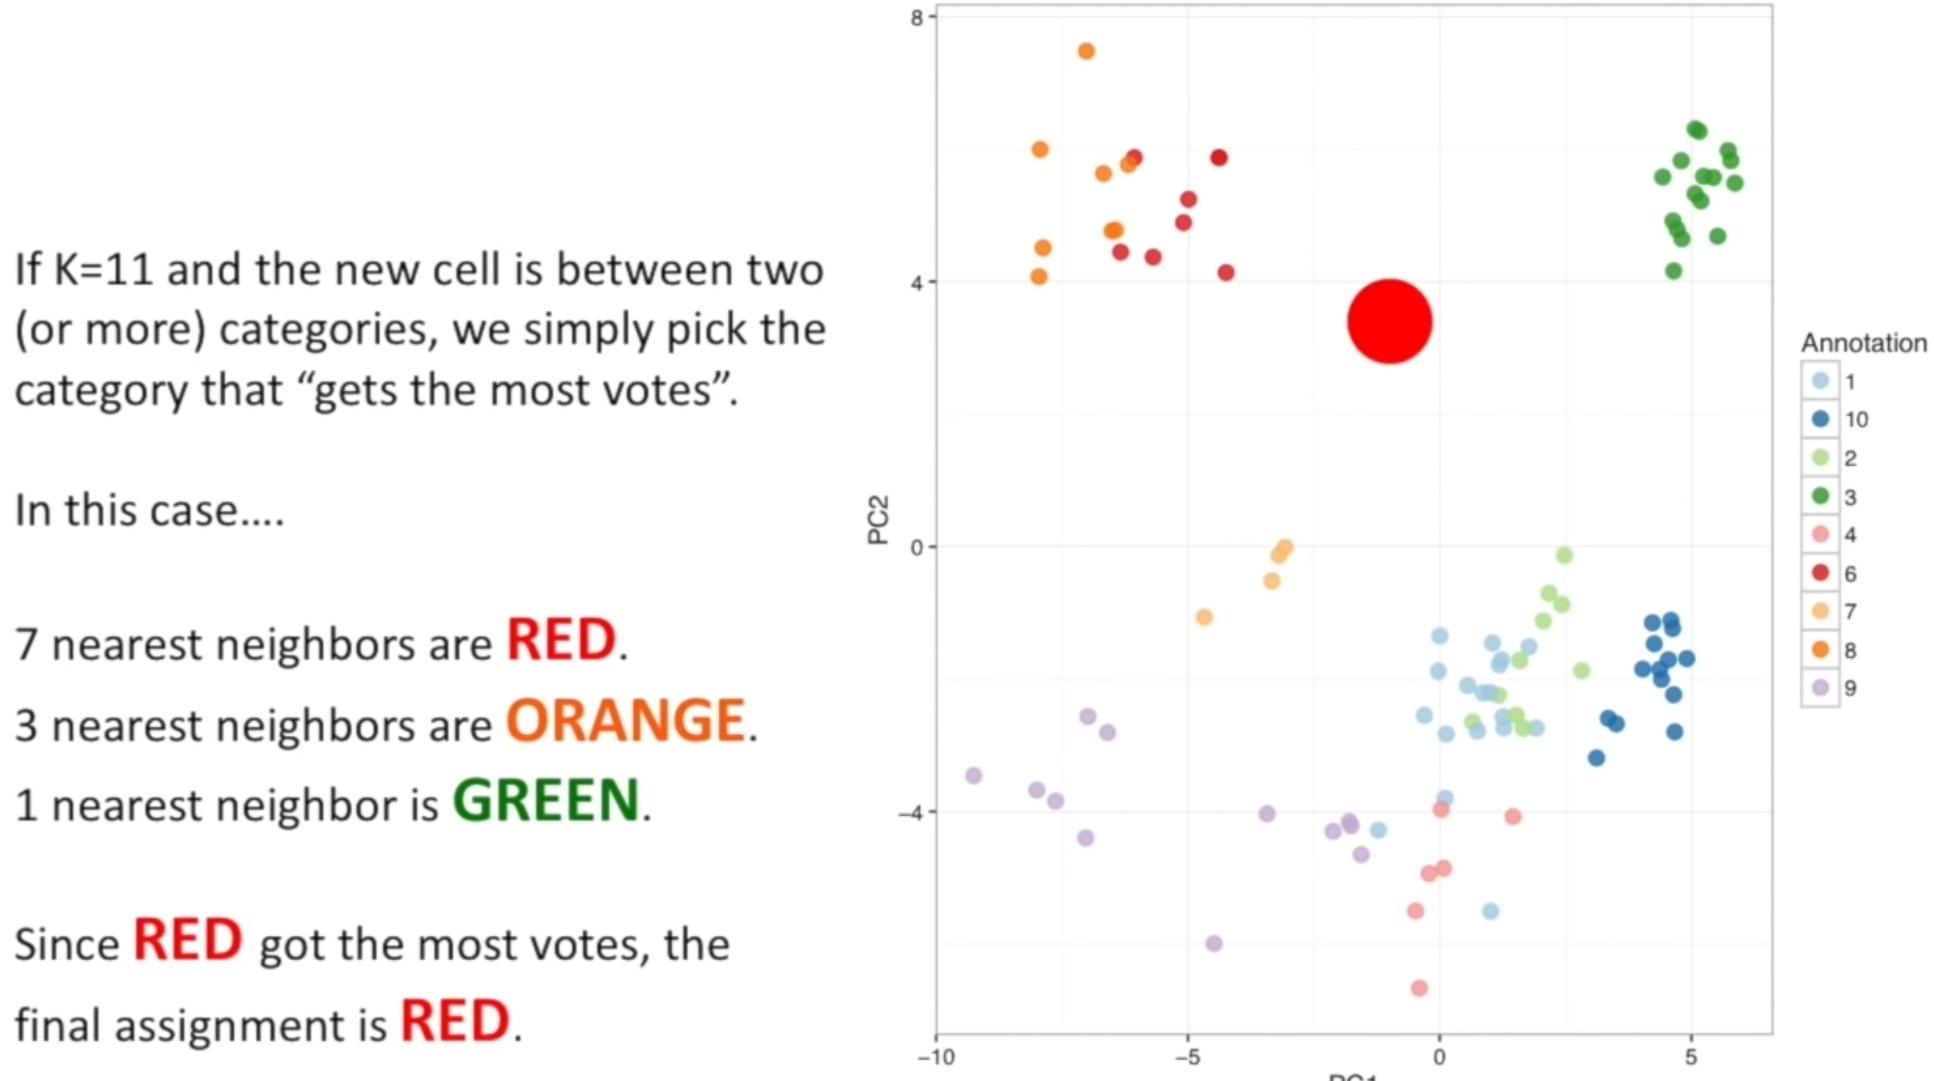 If K=11 and the new cell is between two
(or more) categories, we simply pick the
category that “gets the most votes”.
In this case....
7 nearest neighbors are RED.
3 nearest neighbors are ORANGE.
1 nearest neighbor is GREEN.
Since RED got the most votes, the
final assignment is RED.
8
4
0
−4
PC2
−10
−5
0
5
PC1
Annotation
1
10
2
3
4
6
7
8
9